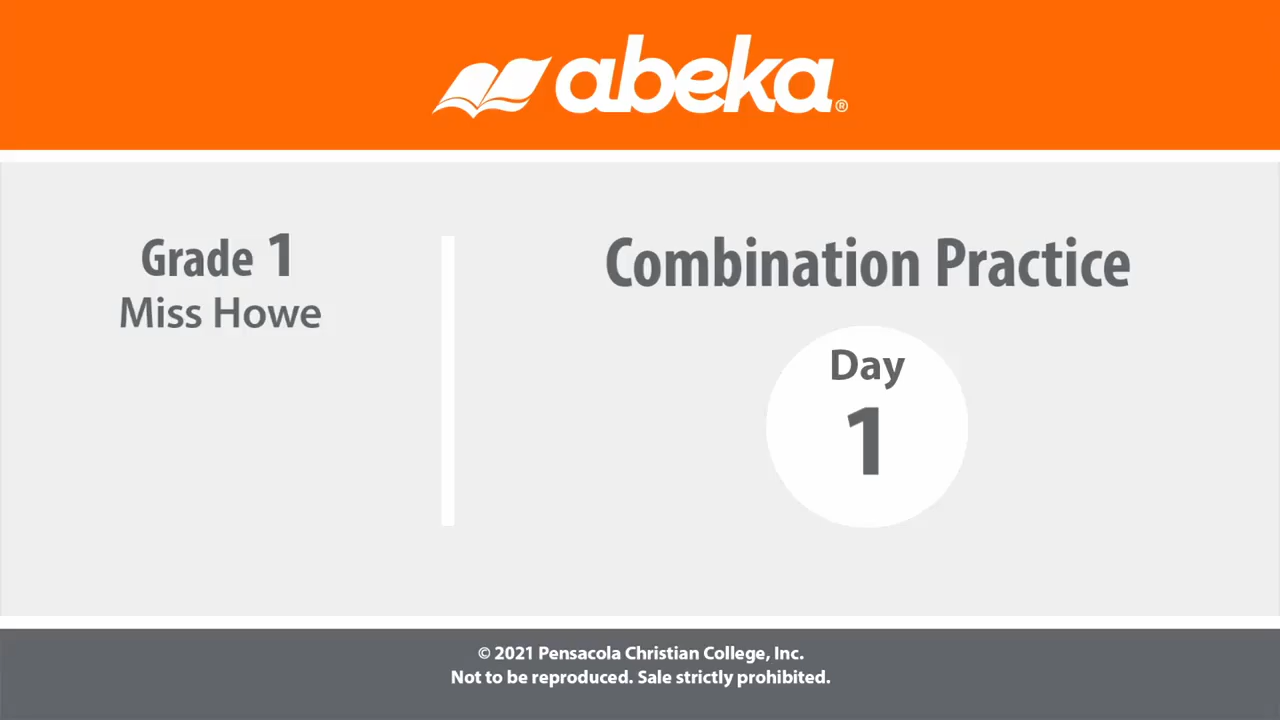 abeka®
Grade 1
Miss Howe
Combination Practice
Day
1
© 2021 Pensacola Christian College, Inc.
Not to be reproduced. Sale strictly prohibited.